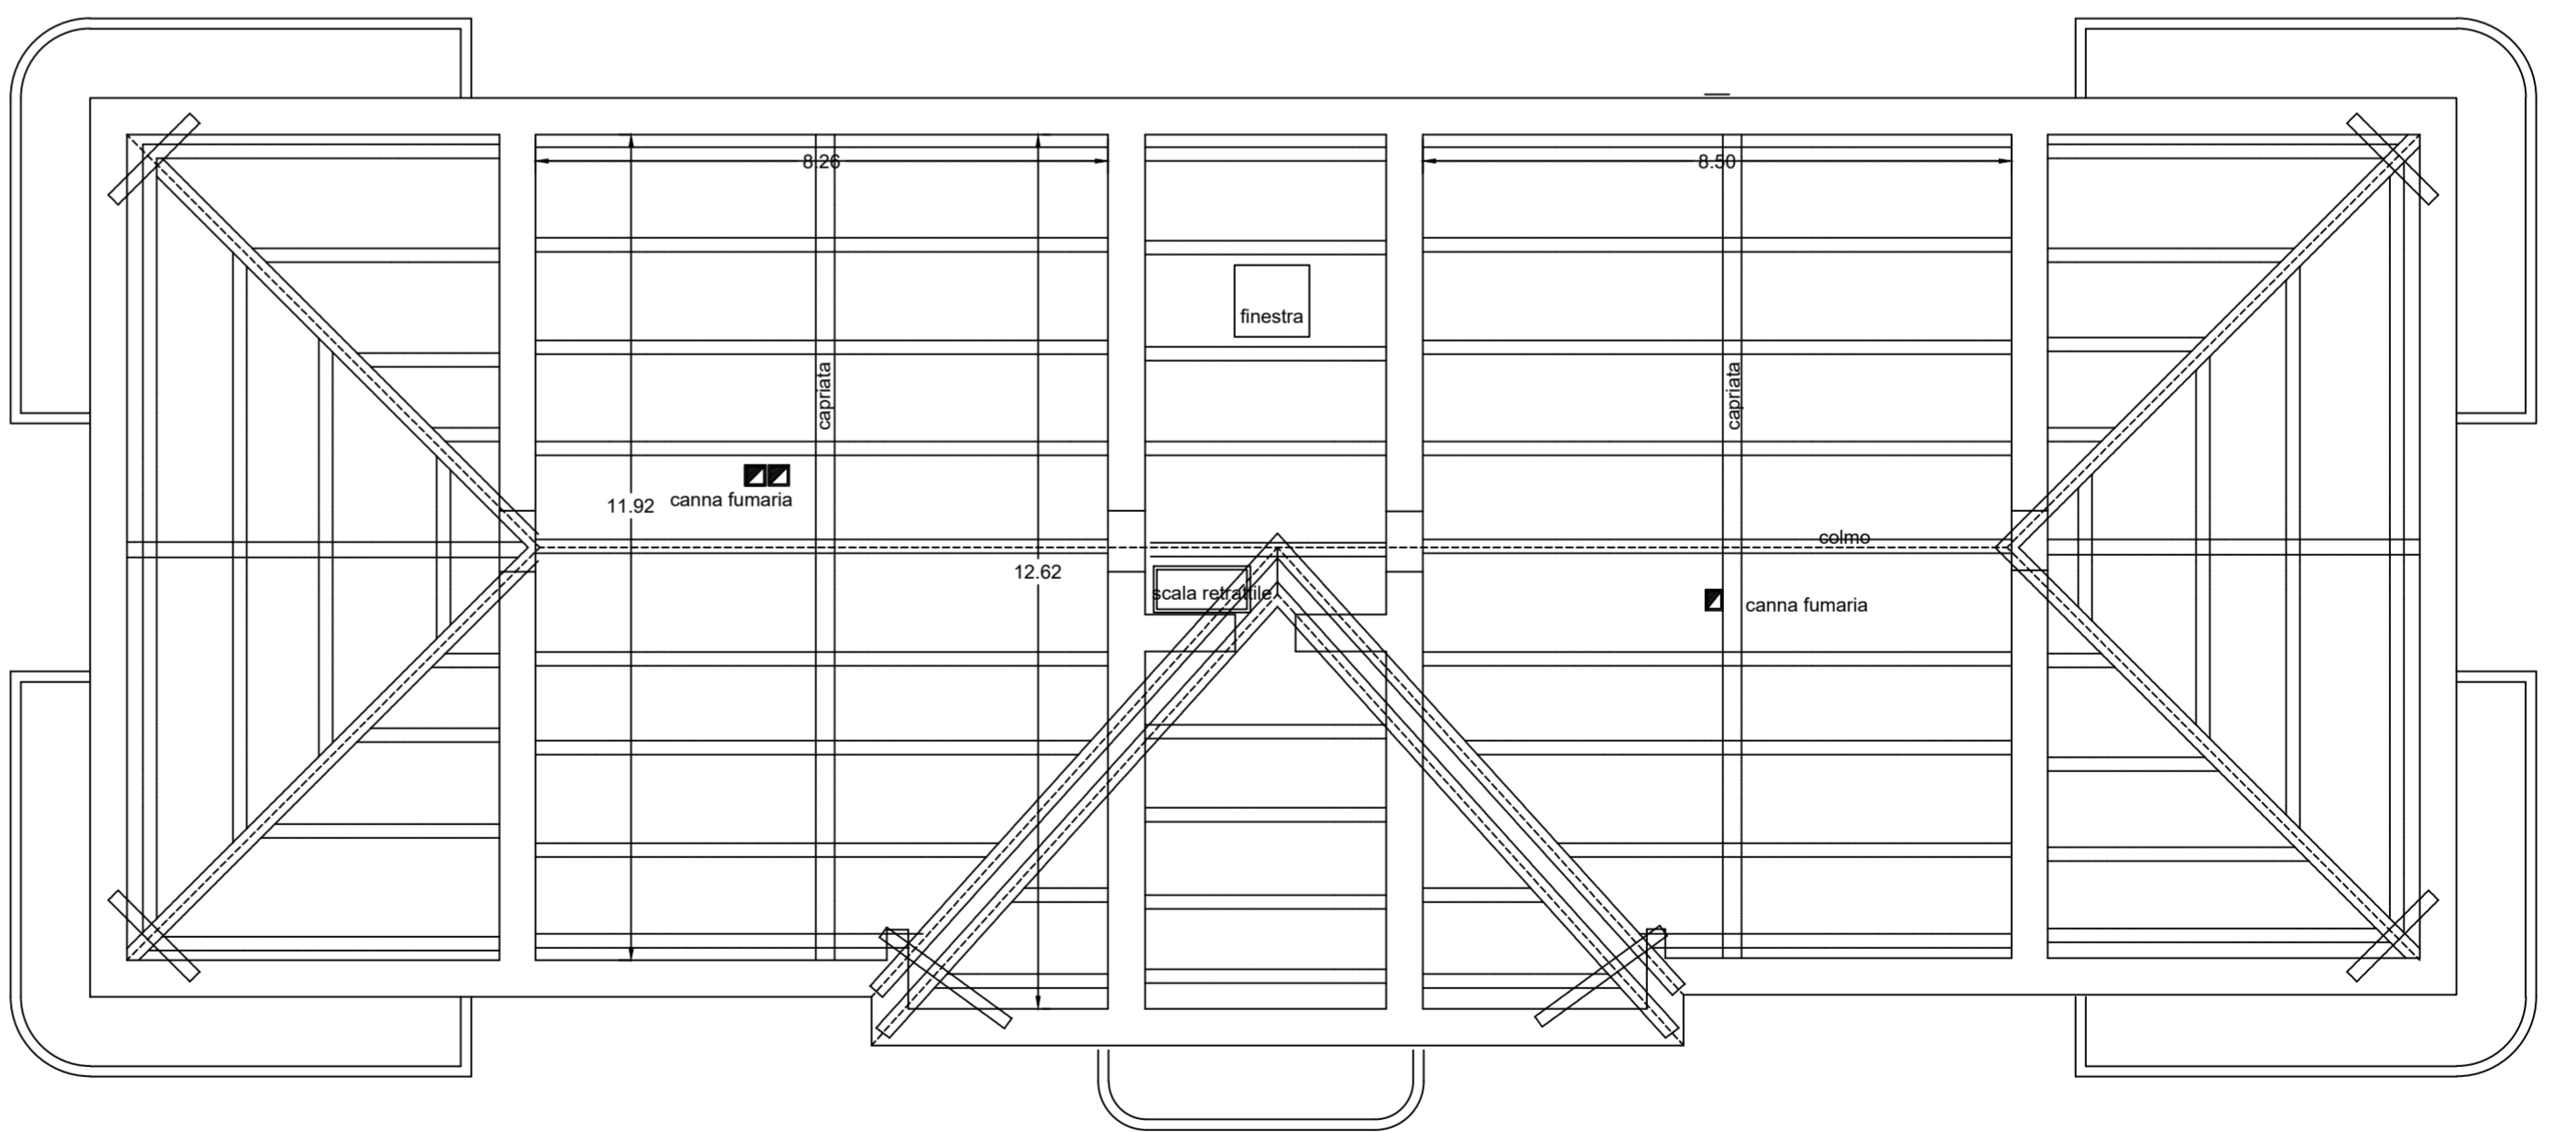 8.26
8.50
finestra
capriata
capriata
canna fumaria
11.92
colmo
12.62
scala retrattile
canna fumaria